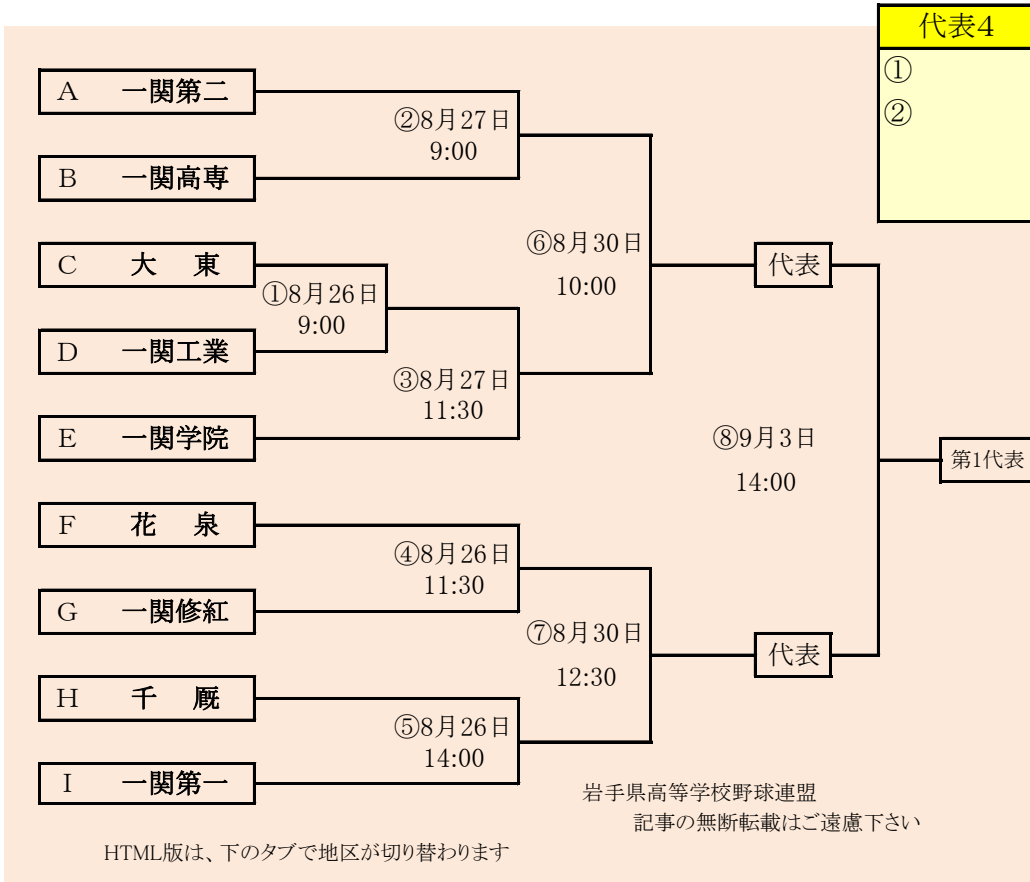 代表4
①
②
A 一関第二
②8月27日
9:00
B 一関高専
C 大 東
①8月26日
9:00
D 一関工業
⑥8月30日
10:00
代表
③8月27日
11:30
E 一関学院
⑧9月3日
14:00
第1代表
F 花 泉
④8月26日
11:30
G 一関修紅
⑦8月30日
12:30
代表
H 千 厩
⑤8月26日
14:00
I 一関第一
岩手県高等学校野球連盟
記事の無断転載はご遠慮下さい
HTML版は、下のタブで地区が切り替わります